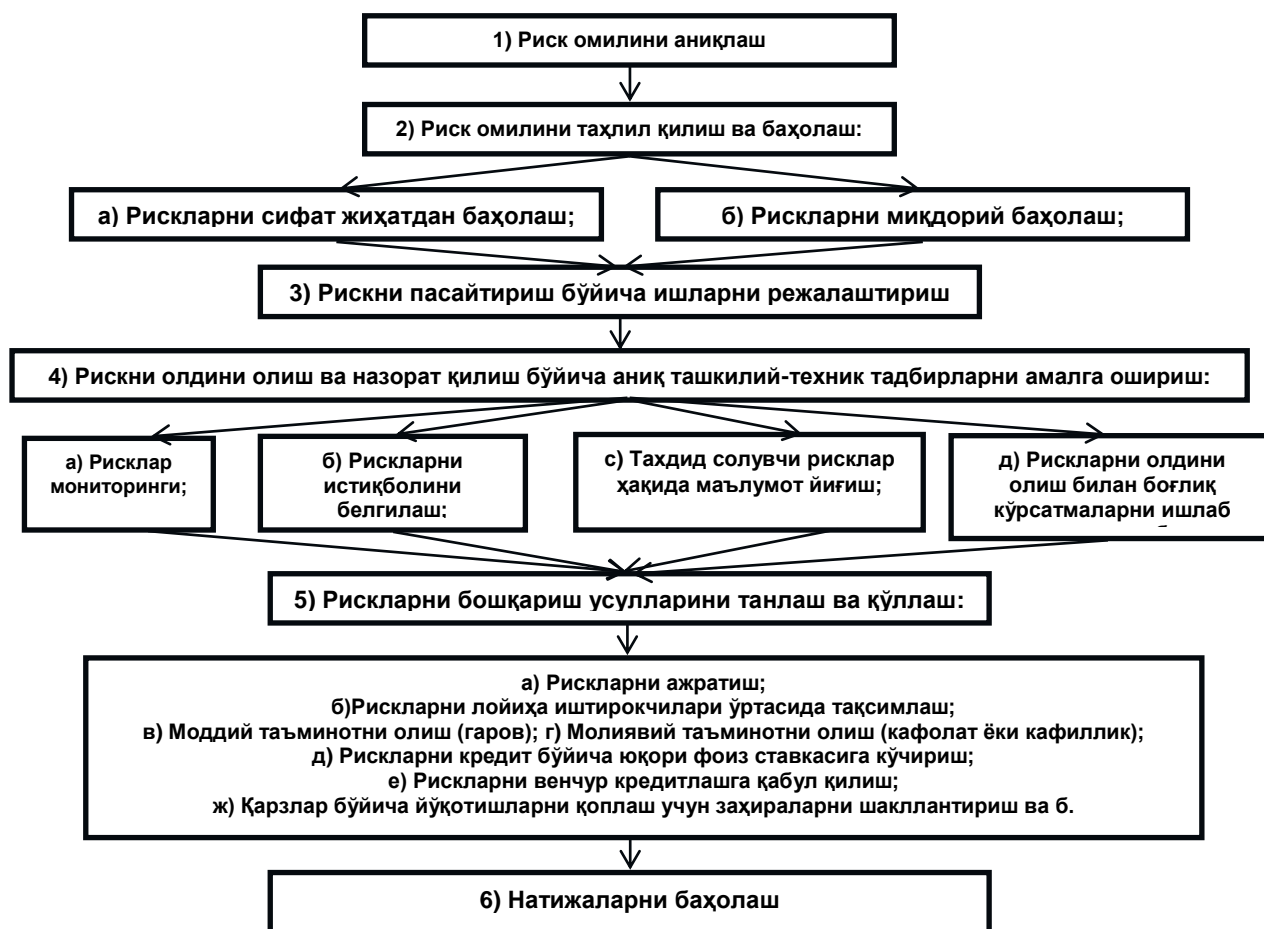 1) Риск омилини аниқлаш
2) Риск омилини таҳлил қилиш ва баҳолаш:
а) Рискларни сифат жиҳатдан баҳолаш;
б) Рискларни миқдорий баҳолаш;
3) Рискни пасайтириш бўйича ишларни режалаштириш
4) Рискни олдини олиш ва назорат қилиш бўйича аниқ ташкилий-техник тадбирларни амалга ошириш:
а) Рисклар
мониторинги;
б) Рискларни
истиқболини
белгилаш;
с) Тахдид солувчи рисклар
ҳақида маълумот йиғиш;
д) Рискларни олдини
олиш билан боғлиқ
кўрсатмаларни ишлаб
5) Рискларни бошқариш усулларини танлаш ва қўллаш:
а) Рискларни ажратиш;
б)Рискларни лойиҳа иштирокчилари ўртасида тақсимлаш;
в) Моддий таъминотни олиш (гаров); г) Молиявий таъминотни олиш (кафолат ёки кафиллик);
д) Рискларни кредит бўйича юқори фоиз ставкасига кўчириш;
е) Рискларни венчур кредитлашга қабул қилиш;
ж) Қарзлар бўйича йўқотишларни қоплаш учун заҳираларни шакллантириш ва б.
6) Натижаларни баҳолаш